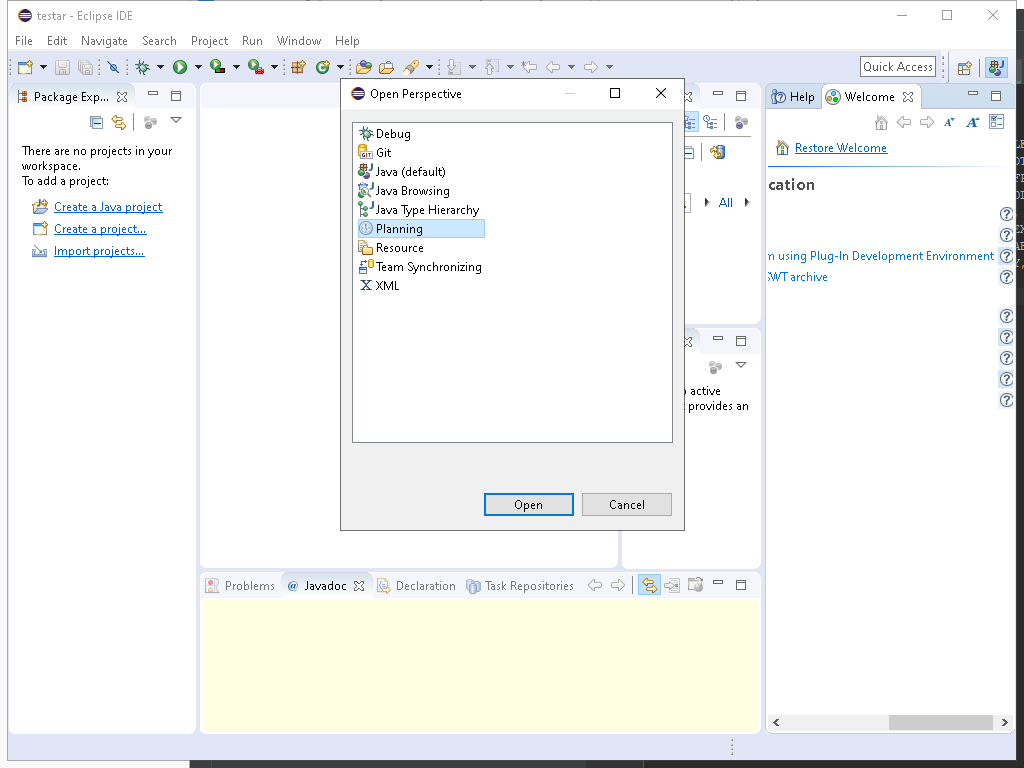 testar - Eclipse IDE
File Edit Navigate Search Project Run Window Help
Quick Access
Package Exp...
There are no projects in your
workspace.
To add a project:
Create a Java project
Create a project...
Import projects...
Open Perspective
Debug
Git
Java (default)
Java Browsing
Java Type Hierarchy
Planning
Resource
Team Synchronizing
XML
Open
Cancel
All
active
provides an
Help
Welcome
Restore Welcome
cation
using Plug-In Development Environment
SWT archive
Problems
@ Javadoc
Declaration
Task Repositories